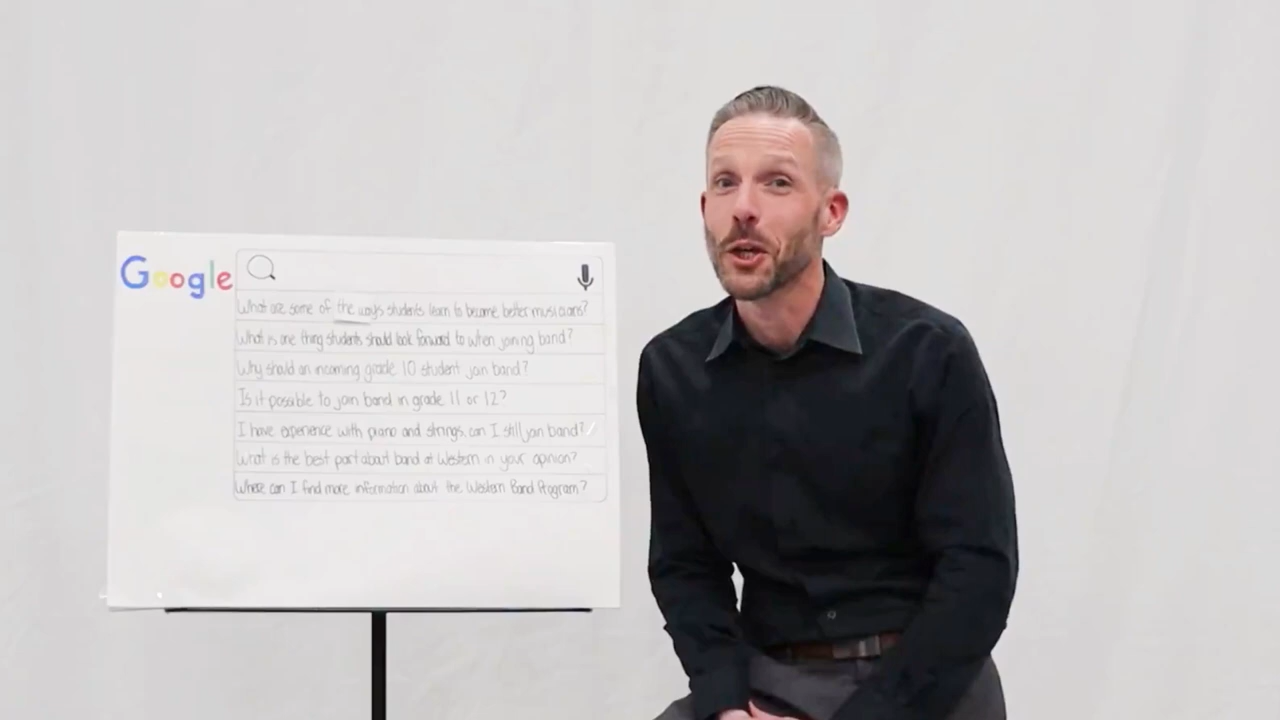 Google
What are some of the ways students learn to become better musicians?
What is one thing students should look forward to when joining band?
Why should an incoming grade 10 student join band?
Is it possible to join band in grade 11 or 12?
I have experience with piano and strings, can I still join band?
What is the best part about band at Western in your opinion?
Where can I find more information about the Western Band Program?